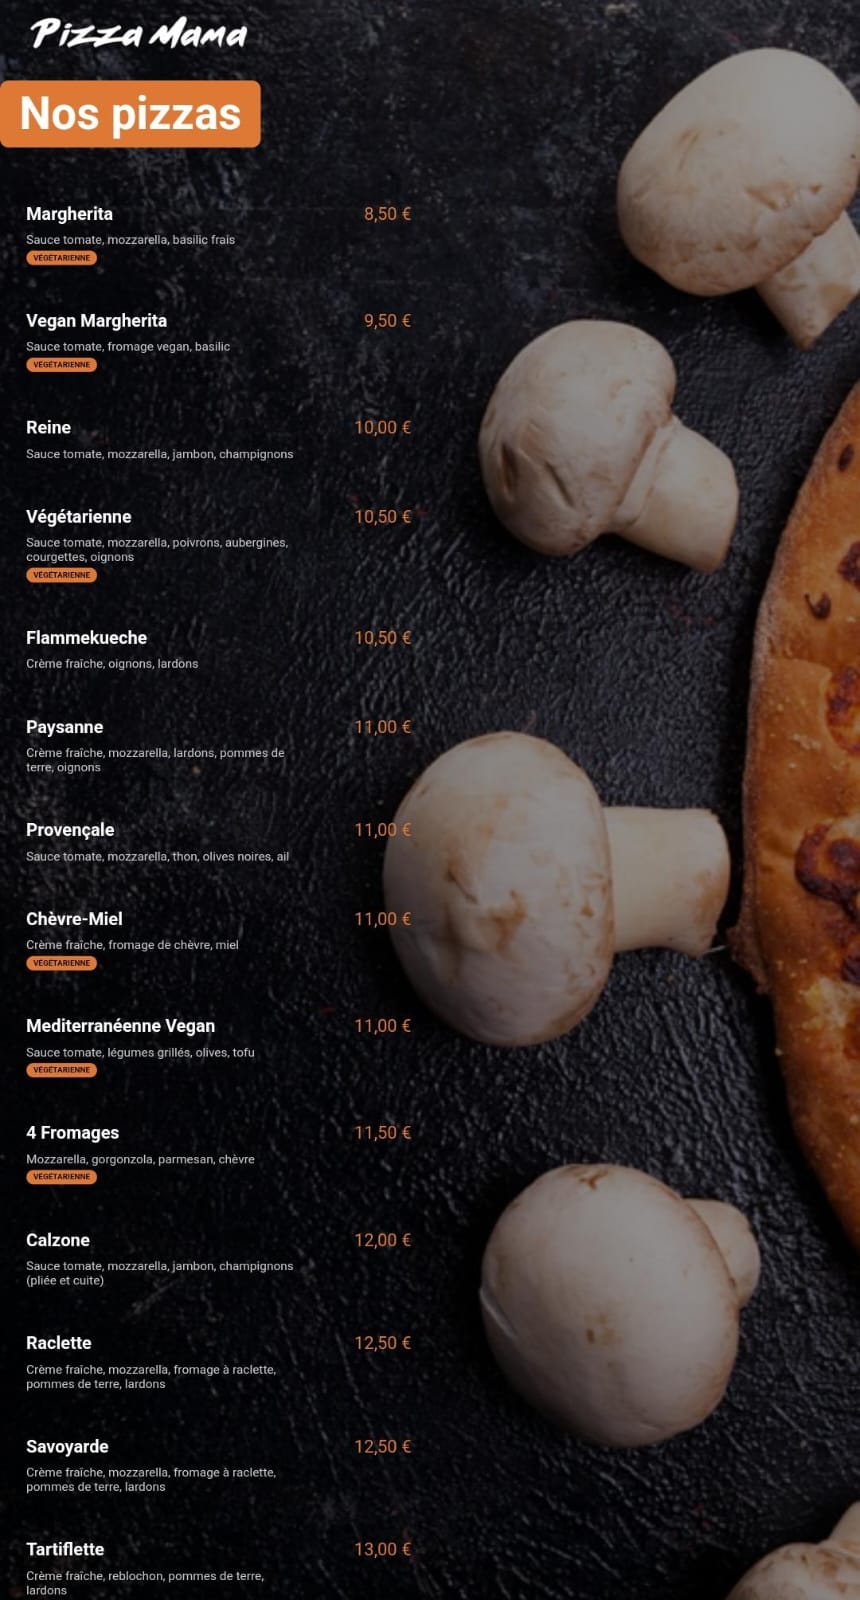 Pizza Mama
Nos pizzas
Margherita 8,50 €
Sauce tomate, mozzarella, basilic frais
VÉGÉTARIENNE
Vegan Margherita 9,50 €
Sauce tomate, fromage vegan, basilic
VÉGÉTARIENNE
Reine 10,00 €
Sauce tomate, mozzarella, jambon, champignons
Végétarienne 10,50 €
Sauce tomate, mozzarella, poivrons, aubergines,
courgettes, oignons
VÉGÉTARIENNE
Flammekueche 10,50 €
Crème fraîche, oignons, lardons
Paysanne 11,00 €
Crème fraîche, mozzarella, lardons, pommes de
terre, oignons
Provençale 11,00 €
Sauce tomate, mozzarella, thon, olives noires, ail
Chèvre-Miel 11,00 €
Crème fraîche, fromage de chèvre, miel
VÉGÉTARIENNE
Mediterranéenne Vegan 11,00 €
Sauce tomate, légumes grillés, olives, tofu
VÉGÉTARIENNE
4 Fromages 11,50 €
Mozzarella, gorgonzola, parmesan, chèvre
VÉGÉTARIENNE
Calzone 12,00 €
Sauce tomate, mozzarella, jambon, champignons
(pliée et cuite)
Raclette 12,50 €
Crème fraîche, mozzarella, fromage à raclette,
pommes de terre, lardons
Savoyarde 12,50 €
Crème fraîche, mozzarella, fromage à raclette,
pommes de terre, lardons
Tartiflette 13,00 €
Crème fraîche, reblochon, pommes de terre,
lardons